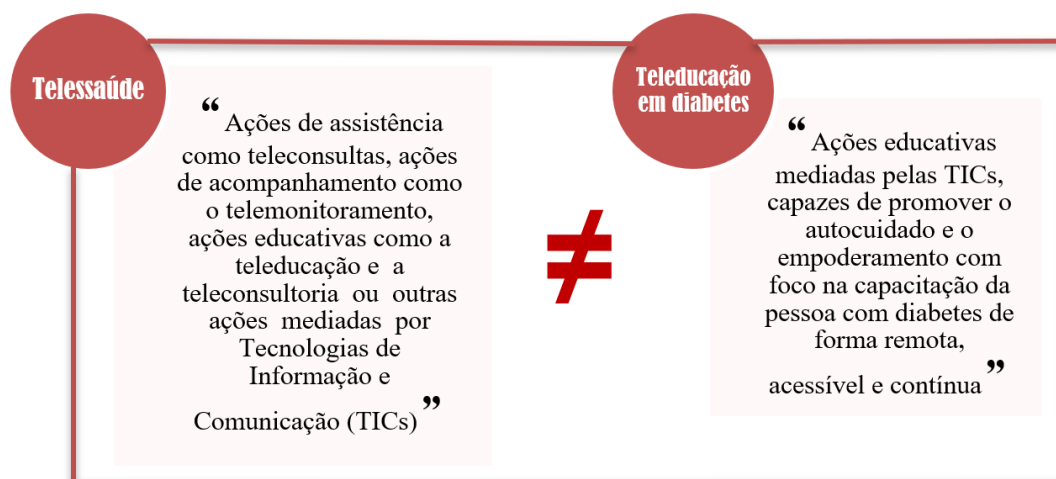 Telessaúde
“ Ações de assistência
como teleconsultas, ações
de acompanhamento como
o telemonitoramento,
ações educativas como a
teleducação e a
teleconsultoria ou outras
ações mediadas por
Tecnologias de
Informação e
Comunicação (TICs) ”
≠
Teleducação
em diabetes
“ Ações educativas
mediadas pelas TICs,
capazes de promover o
autocuidado e o
empoderamento com
foco na capacitação da
pessoa com diabetes de
forma remota,
acessível e contínua ”